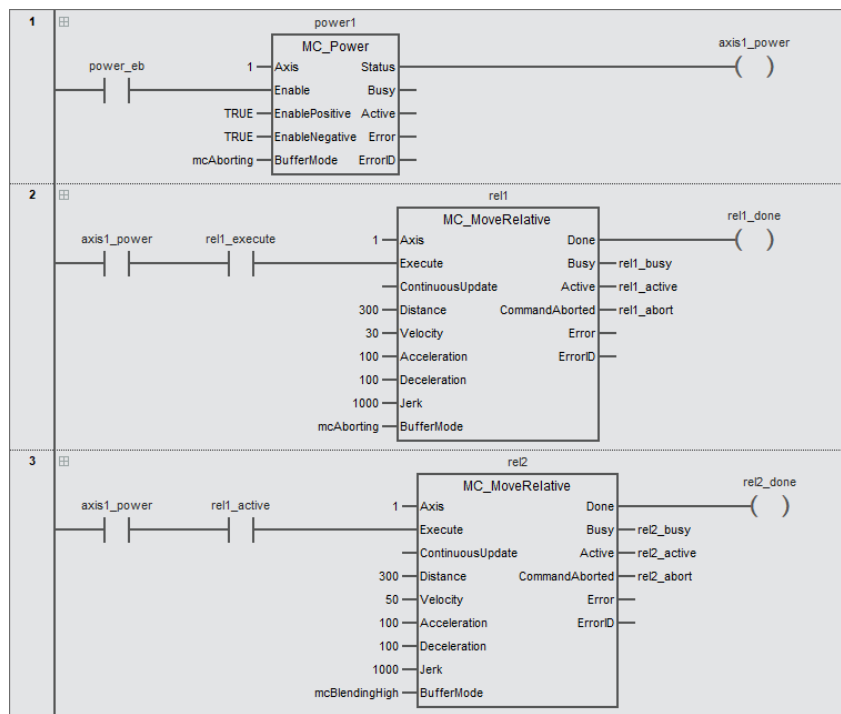 1
power1
MC_Power
axis1_power
power_eb
1 Axis Status
Enable Busy
TRUE EnablePositive Active
TRUE EnableNegative Error
mcAborting BufferMode ErrorID
2
rel1
MC_MoveRelative
rel1_done
axis1_power rel1_execute 1 Axis Done
Execute Busy rel1_busy
ContinuousUpdate Active rel1_active
300 Distance CommandAborted rel1_abort
30 Velocity Error
100 Acceleration ErrorID
100 Deceleration
1000 Jerk
mcAborting BufferMode
3
rel2
MC_MoveRelative
rel2_done
axis1_power rel1_active 1 Axis Done
Execute Busy rel2_busy
ContinuousUpdate Active rel2_active
300 Distance CommandAborted rel2_abort
50 Velocity Error
100 Acceleration ErrorID
100 Deceleration
1000 Jerk
mcBlendingHigh BufferMode